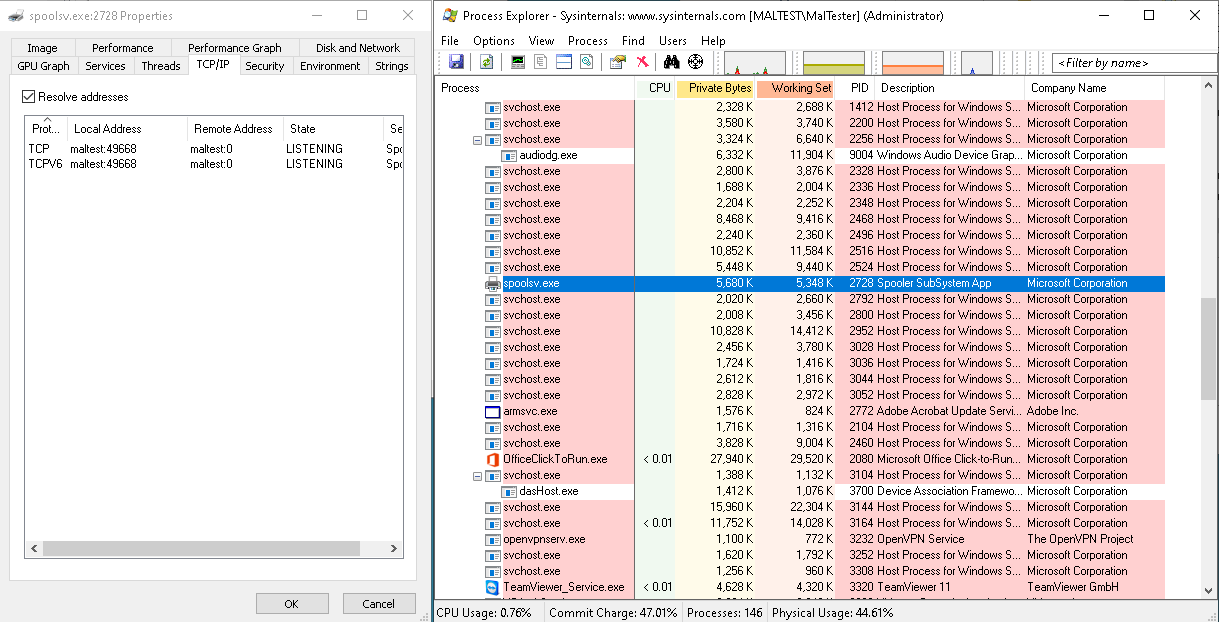 spoolsv.exe:2728 Properties
Image Performance Performance Graph Disk and Network
GPU Graph Services Threads TCP/IP Security Environment Strings
Resolve addresses
Prot... Local Address Remote Address State Se
TCP maltest:49668 maltest:0 LISTENING Spo
TCPV6 maltest:49668 maltest:0 LISTENING Spo
OK Cancel
Process Explorer - Sysinternals: www.sysinternals.com [MALTEST\MalTester] (Administrator)
File Options View Process Find Users Help
<Filter by name>
Process CPU Private Bytes Working Set PID Description Company Name
svchost.exe 2,328 K 2,688 K 1412 Host Process for Windows S... Microsoft Corporation
svchost.exe 3,580 K 3,740 K 2200 Host Process for Windows S... Microsoft Corporation
svchost.exe 3,324 K 6,640 K 2256 Host Process for Windows S... Microsoft Corporation
audiodg.exe 6,332 K 11,904 K 9004 Windows Audio Device Grap... Microsoft Corporation
svchost.exe 2,800 K 3,876 K 2328 Host Process for Windows S... Microsoft Corporation
svchost.exe 1,688 K 2,004 K 2336 Host Process for Windows S... Microsoft Corporation
svchost.exe 2,204 K 2,252 K 2348 Host Process for Windows S... Microsoft Corporation
svchost.exe 8,468 K 9,416 K 2468 Host Process for Windows S... Microsoft Corporation
svchost.exe 2,240 K 2,360 K 2496 Host Process for Windows S... Microsoft Corporation
svchost.exe 10,852 K 11,584 K 2516 Host Process for Windows S... Microsoft Corporation
svchost.exe 5,448 K 9,440 K 2524 Host Process for Windows S... Microsoft Corporation
spoolsv.exe 5,680 K 5,348 K 2728 Spooler SubSystem App Microsoft Corporation
svchost.exe 2,020 K 2,660 K 2792 Host Process for Windows S... Microsoft Corporation
svchost.exe 2,008 K 3,456 K 2800 Host Process for Windows S... Microsoft Corporation
svchost.exe 10,828 K 14,412 K 2952 Host Process for Windows S... Microsoft Corporation
svchost.exe 2,456 K 3,780 K 3028 Host Process for Windows S... Microsoft Corporation
svchost.exe 1,724 K 1,416 K 3036 Host Process for Windows S... Microsoft Corporation
svchost.exe 2,612 K 1,816 K 3044 Host Process for Windows S... Microsoft Corporation
svchost.exe 2,828 K 2,972 K 3052 Host Process for Windows S... Microsoft Corporation
armsvc.exe 1,576 K 824 K 2772 Adobe Acrobat Update Servi... Adobe Inc.
svchost.exe 1,716 K 1,316 K 2104 Host Process for Windows S... Microsoft Corporation
svchost.exe 3,828 K 9,004 K 2460 Host Process for Windows S... Microsoft Corporation
OfficeClickToRun.exe < 0.01 27,940 K 29,520 K 2080 Microsoft Office Click-to-Run... Microsoft Corporation
svchost.exe 1,388 K 1,132 K 3104 Host Process for Windows S... Microsoft Corporation
dasHost.exe 1,412 K 1,076 K 3700 Device Association Framewo... Microsoft Corporation
svchost.exe 15,960 K 22,304 K 3144 Host Process for Windows S... Microsoft Corporation
svchost.exe < 0.01 11,752 K 14,028 K 3164 Host Process for Windows S... Microsoft Corporation
openvpnserv.exe 1,100 K 772 K 3232 OpenVPN Service The OpenVPN Project
svchost.exe 1,620 K 1,792 K 3252 Host Process for Windows S... Microsoft Corporation
svchost.exe 1,256 K 960 K 3308 Host Process for Windows S... Microsoft Corporation
TeamViewer_Service.exe < 0.01 4,628 K 4,320 K 3320 TeamViewer 11 TeamViewer GmbH
CPU Usage: 0.76% Commit Charge: 47.01% Processes: 146 Physical Usage: 44.61%